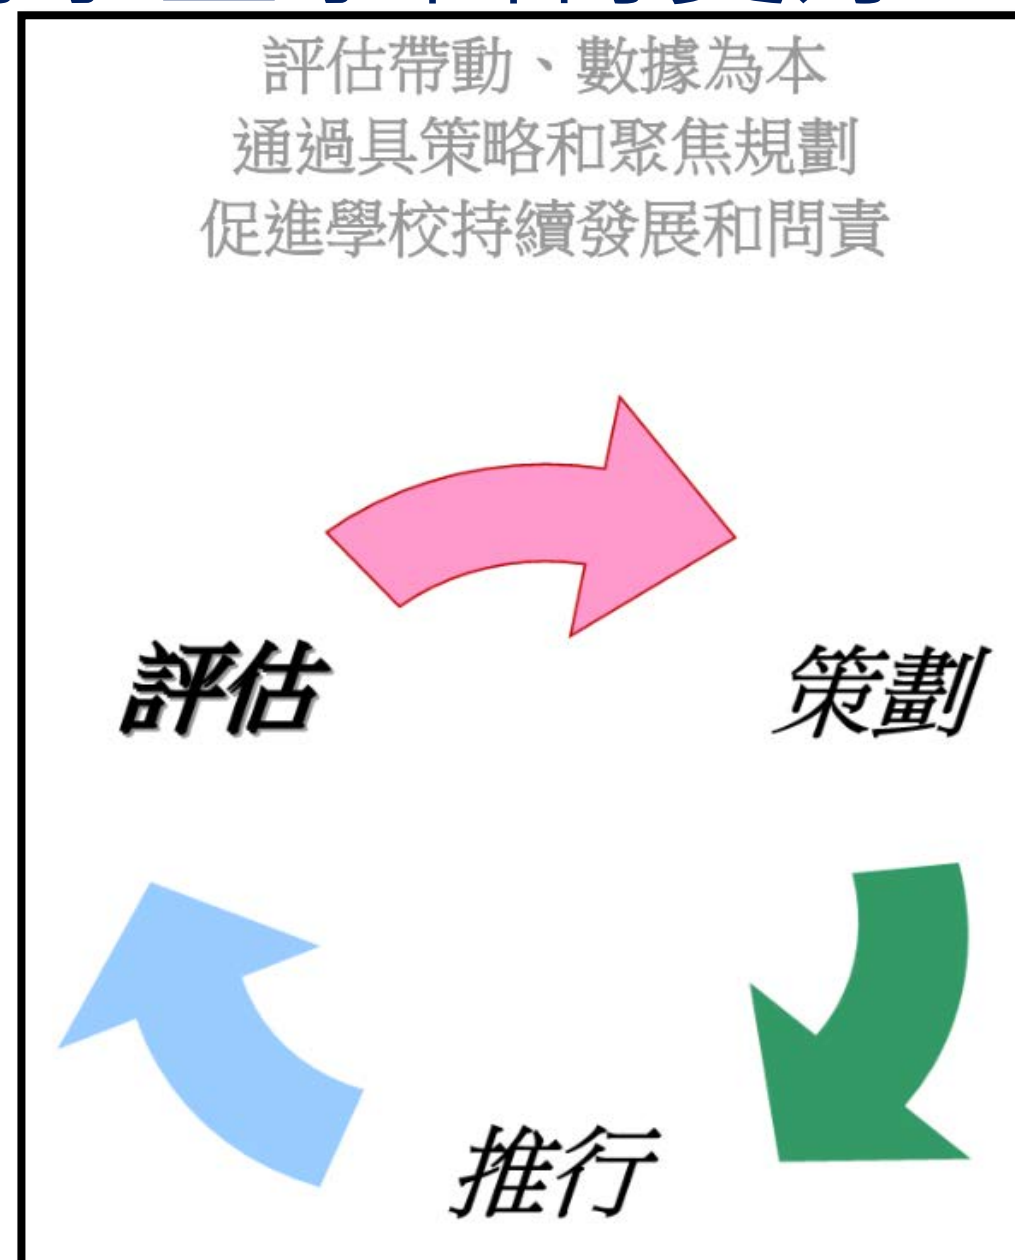 評估帶動、數據為本
通過具策略和聚焦規劃
促進學校持續發展和問責
評估
策劃
推行